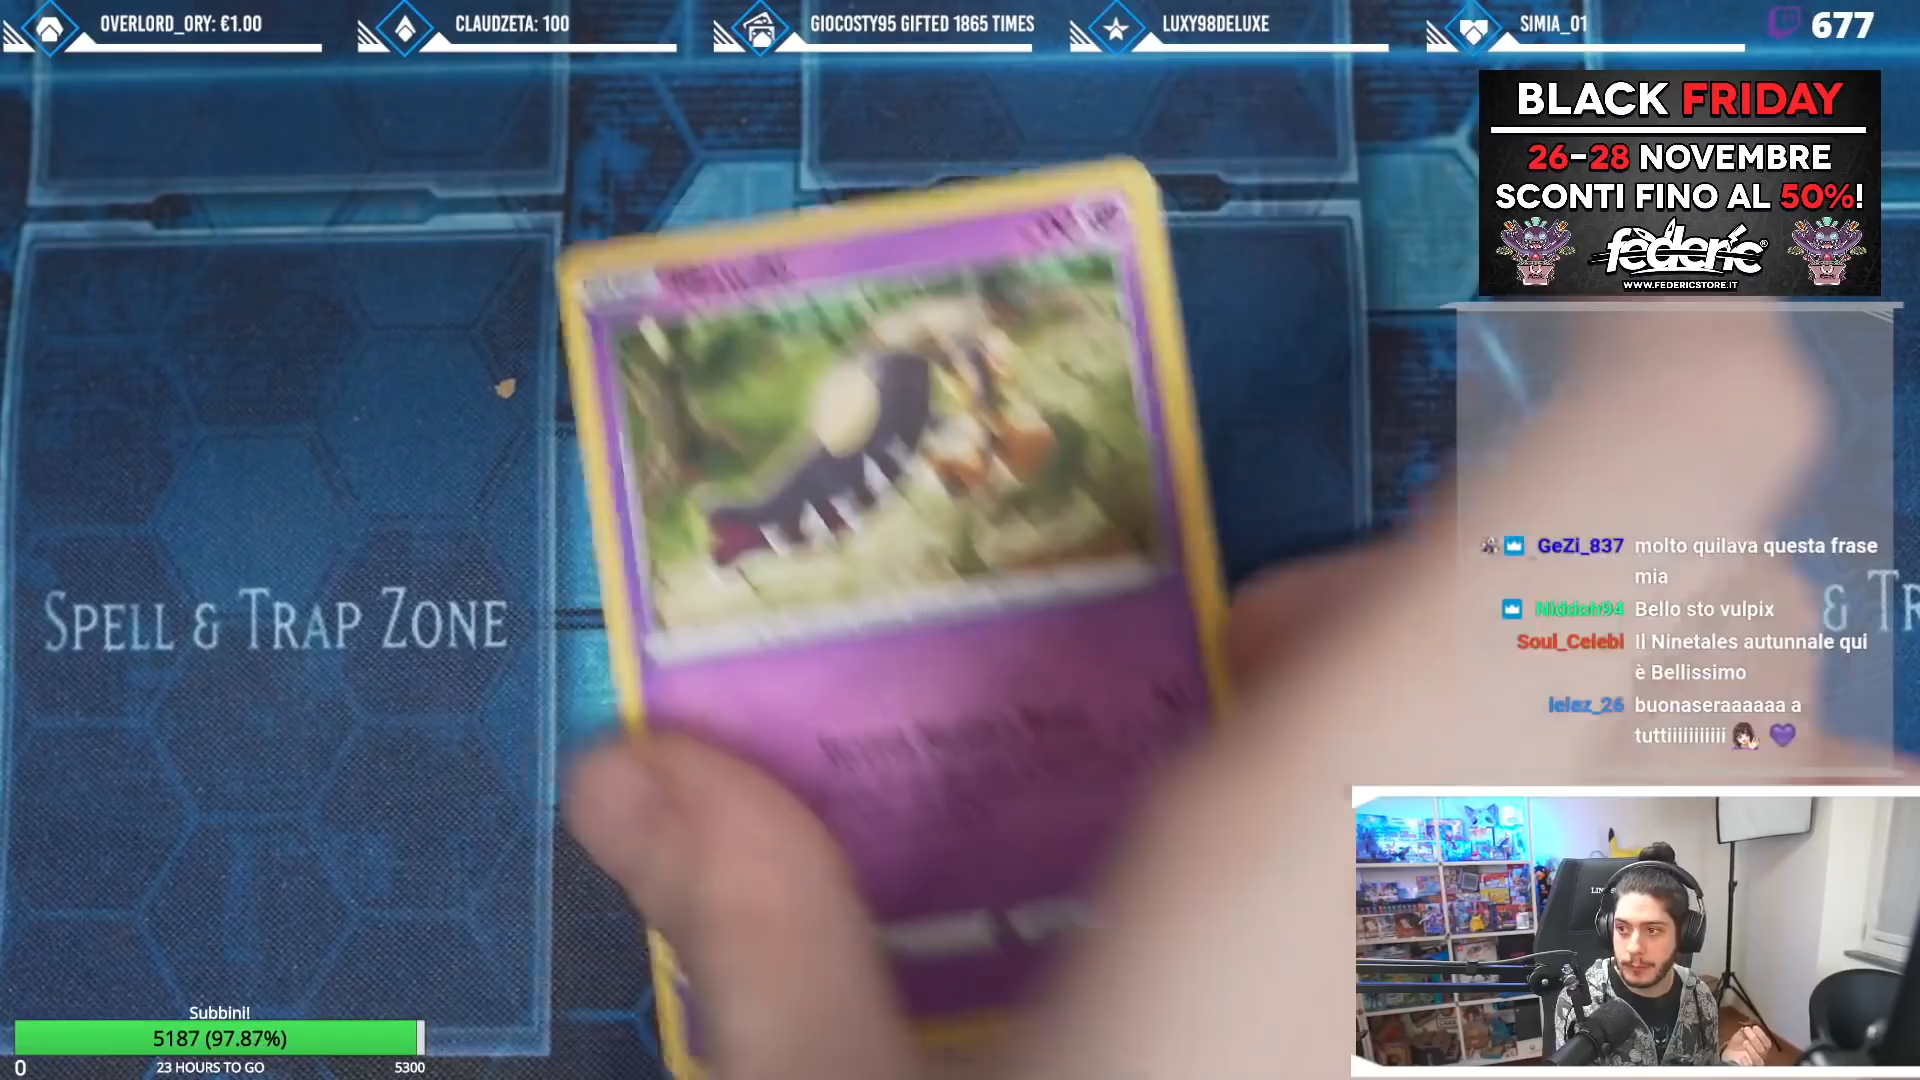 OVERLORD_ORY: €1.00
CLAUDZETA: 100
GIOCOSTY95 GIFTED 1865 TIMES
LUXY98DELUXE
SIMIA_01
677
BLACK FRIDAY
26-28 NOVEMBRE
SCONTI FINO AL 50%!
federic®
WWW.FEDERICSTORE.IT
GeZi_837 molto quilava questa frase
mia
Niddoh94 Bello sto vulpix
Soul_Celebi Il Ninetales autunnale qui
è Bellissimo
lelez_26 buonaseraaaaaa a
tuttiiiiiiiiiii
SPELL & TRAP ZONE
& TR
Subbini!
5187 (97.87%)
0 23 HOURS TO GO 5300